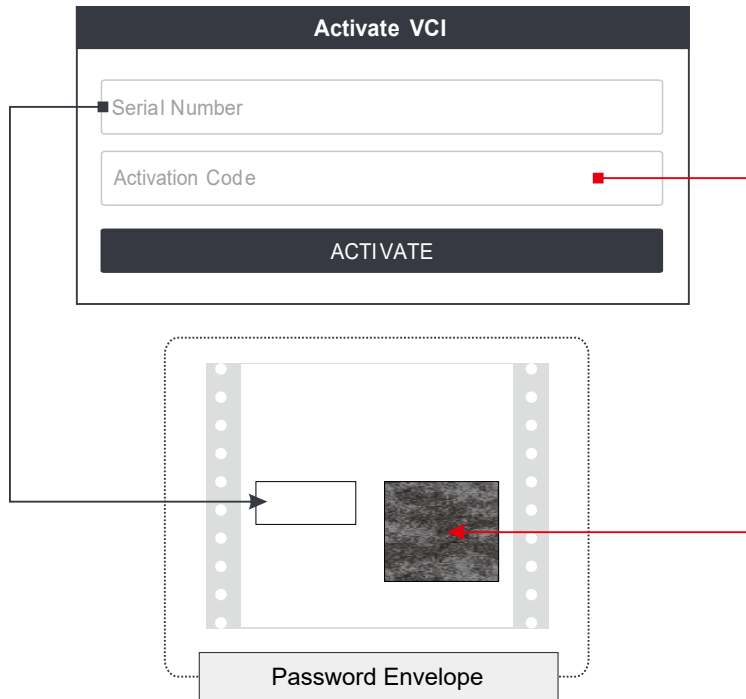 Activate VCI
Serial Number
Activation Code
ACTIVATE
Password Envelope